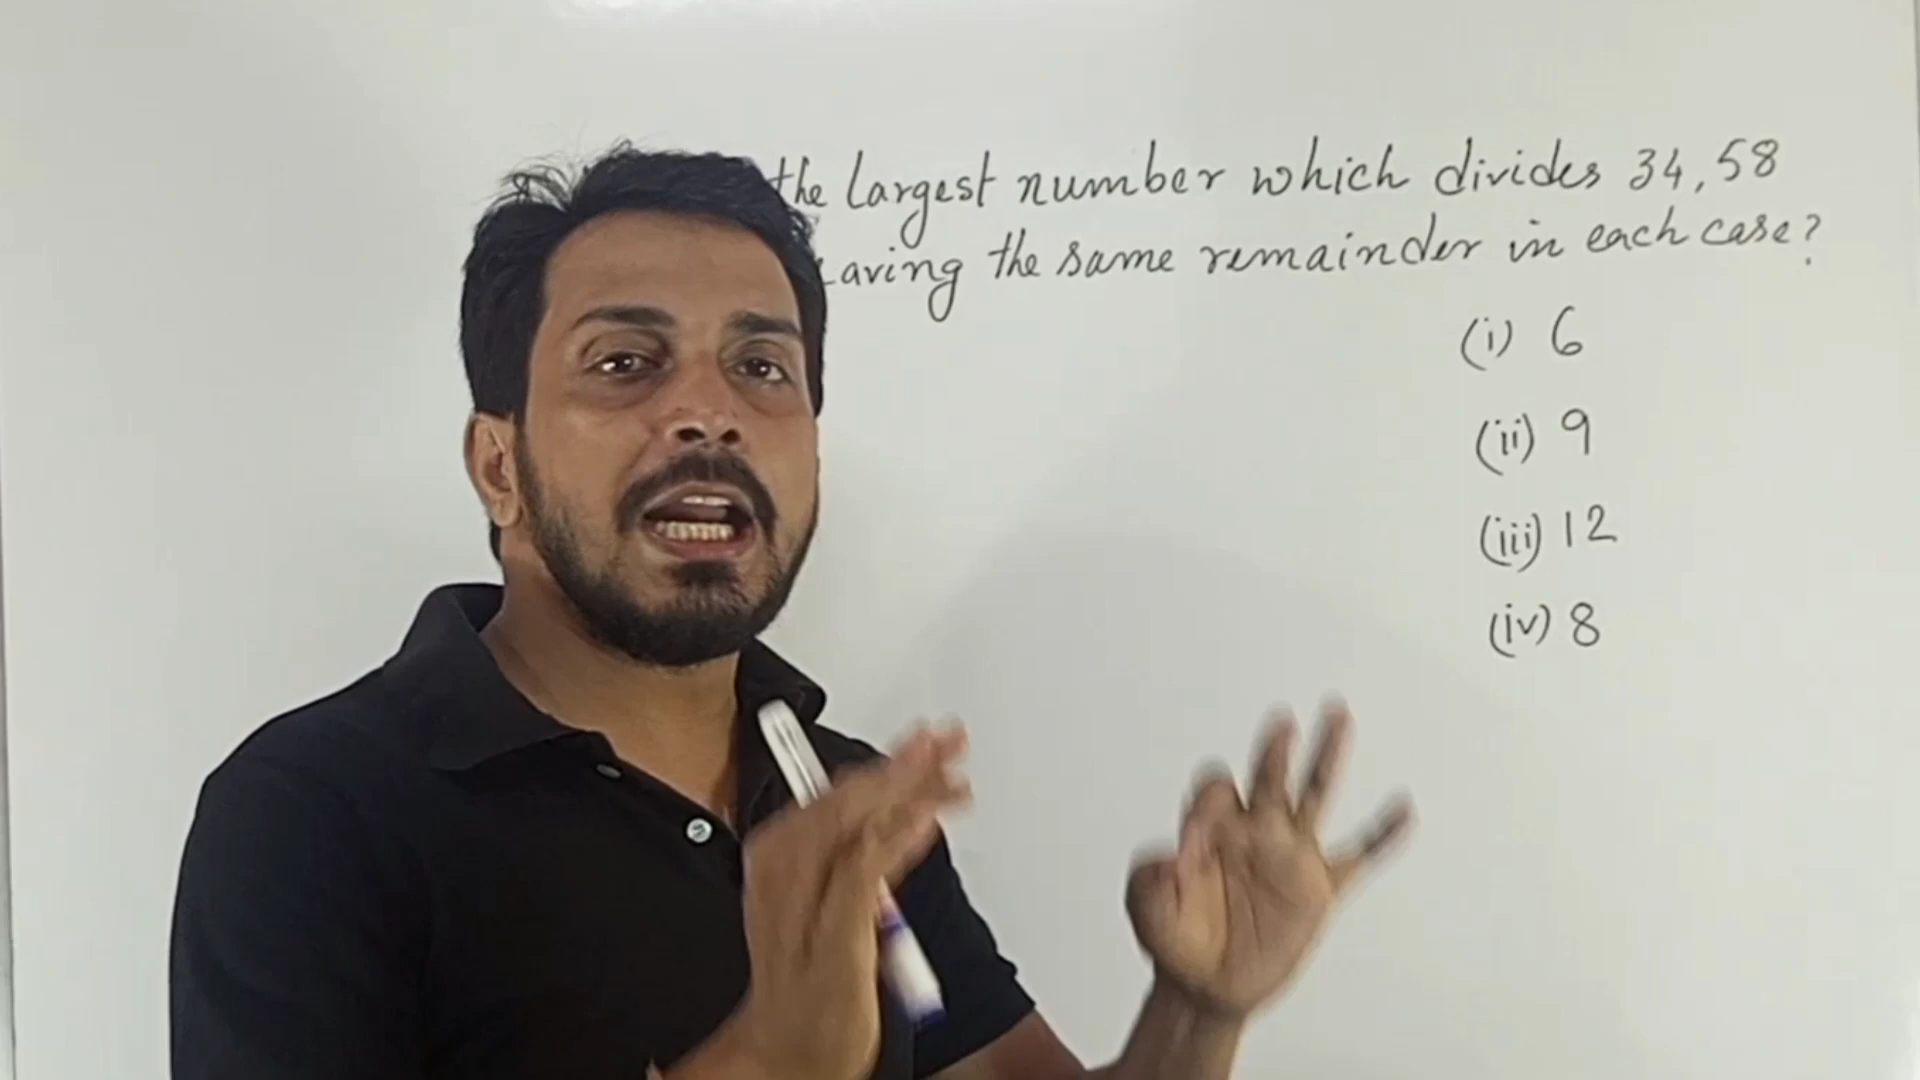 the largest number which divides 34, 58
the same remainder in each case?
(i) 6
(ii) 9
(iii) 12
(iv) 8